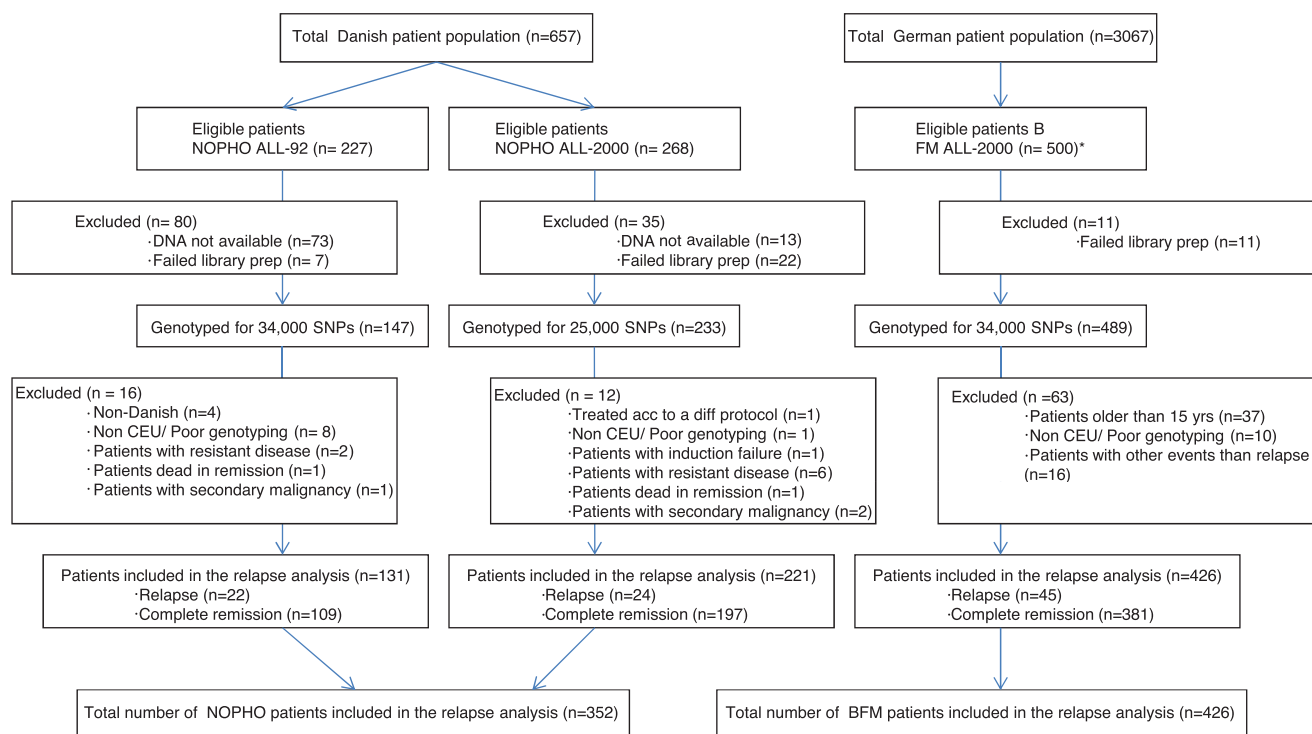 Total Danish patient population (n=657)
Total German patient population (n=3067)
Eligible patients
NOPHO ALL-92 (n= 227)
Eligible patients
NOPHO ALL-2000 (n= 268)
Eligible patients B
FM ALL-2000 (n= 500)*
Excluded (n= 80)
·DNA not available (n=73)
·Failed library prep (n= 7)
Excluded (n= 35)
·DNA not available (n=13)
·Failed library prep (n=22)
Excluded (n=11)
·Failed library prep (n=11)
Genotyped for 34,000 SNPs (n=147)
Genotyped for 25,000 SNPs (n=233)
Genotyped for 34,000 SNPs (n=489)
Excluded (n = 16)
·Non-Danish (n=4)
·Non CEU/ Poor genotyping (n= 8)
·Patients with resistant disease (n=2)
·Patients dead in remission (n=1)
·Patients with secondary malignancy (n=1)
Excluded (n = 12)
·Treated acc to a diff protocol (n=1)
·Non CEU/ Poor genotyping (n= 1)
·Patients with induction failure (n=1)
·Patients with resistant disease (n=6)
·Patients dead in remission (n=1)
·Patients with secondary malignancy (n=2)
Excluded (n =63)
·Patients older than 15 yrs (n=37)
·Non CEU/ Poor genotyping (n=10)
·Patients with other events than relapse
(n=16)
Patients included in the relapse analysis (n=131)
·Relapse (n=22)
·Complete remission (n=109)
Patients included in the relapse analysis (n=221)
·Relapse (n=24)
·Complete remission (n=197)
Patients included in the relapse analysis (n=426)
·Relapse (n=45)
·Complete remission (n=381)
Total number of NOPHO patients included in the relapse analysis (n=352)
Total number of BFM patients included in the relapse analysis (n=426)